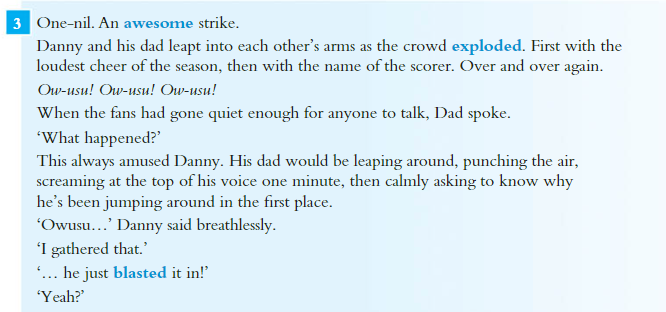 3 One-nil. An awesome strike.
Danny and his dad leapt into each other's arms as the crowd exploded. First with the
loudest cheer of the season, then with the name of the scorer. Over and over again.
Ow-usu! Ow-usu! Ow-usu!
When the fans had gone quiet enough for anyone to talk, Dad spoke.
‘What happened?’
This always amused Danny. His dad would be leaping around, punching the air,
screaming at the top of his voice one minute, then calmly asking to know why
he's been jumping around in the first place.
‘Owusu…’ Danny said breathlessly.
‘I gathered that.’
‘… he just blasted it in!’
‘Yeah?’